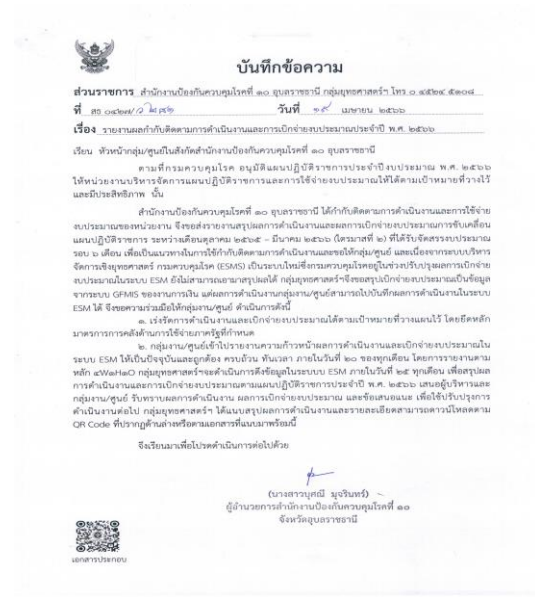 บันทึกข้อความ
ส่วนราชการ สำนักงานป้องกันควบคุมโรคที่ ๑๐ อุบลราชธานี กลุ่มยุทธศาสตร์ฯ โทร ๐ ๔๕๒๔ ๕๑๐๘
ที่ สธ ๐๔๒๗/ วันที่ ๑๙ เมษายน ๒๕๖๖
เรื่อง รายงานผลกำกับติดตามการดำเนินงานและการเบิกจ่ายงบประมาณประจำปี พ.ศ. ๒๕๖๖
เรียน หัวหน้ากลุ่ม/ศูนย์ในสังกัดสำนักงานป้องกันควบคุมโรคที่ ๑๐ อุบลราชธานี
ตามที่กรมควบคุมโรค อนุมัติแผนปฏิบัติราชการประจำปีงบประมาณ พ.ศ. ๒๕๖๖
ให้หน่วยงานบริหารจัดการแผนปฏิบัติราชการและการใช้จ่ายงบประมาณให้ได้ตามเป้าหมายที่วางไว้
และมีประสิทธิภาพ นั้น
สำนักงานป้องกันควบคุมโรคที่ ๑๐ อุบลราชธานี ได้กำกับติดตามการดำเนินงานและการใช้จ่าย
งบประมาณของหน่วยงาน จึงขอส่งรายงานสรุปผลการดำเนินงานและผลการเบิกจ่ายงบประมาณการขับเคลื่อน
แผนปฏิบัติราชการ ระหว่างเดือนตุลาคม ๒๕๖๕ – มีนาคม ๒๕๖๖ (ไตรมาสที่ ๒) ที่ได้รับจัดสรรงบประมาณ
รอบ ๖ เดือน เพื่อเป็นแนวทางในการใช้กำกับติดตามการดำเนินงานและขอให้กลุ่ม/ศูนย์ และเนื่องจากระบบบริหาร
จัดการเชิงยุทธศาสตร์ กรมควบคุมโรค (ESMS) เป็นระบบใหม่ซึ่งกรมควบคุมโรคอยู่ในช่วงปรับปรุงผลการเบิกจ่าย
งบประมาณในระบบ ESM ยังไม่สามารถเอามาสรุปผลได้ กลุ่มยุทธศาสตร์ฯจึงขอสรุปเบิกจ่ายงบประมาณเป็นข้อมูล
จากระบบ GFMIS ของงานการเงิน แต่ผลการดำเนินงานกลุ่มงาน/ศูนย์สามารถไปบันทึกผลการดำเนินงานในระบบ
ESM ได้ จึงขอความร่วมมือให้กลุ่มงาน/ศูนย์ ดำเนินการดังนี้
๑. เร่งรัดการดำเนินงานและเบิกจ่ายงบประมาณได้ตามเป้าหมายที่วางแผนไว้ โดยยึดหลัก
มาตรการการคลังด้านการใช้จ่ายภาครัฐที่กำหนด
๒. กลุ่มงาน/ศูนย์เข้าไปรายงานความก้าวหน้าผลการดำเนินงานและการเบิกจ่ายงบประมาณใน
ระบบ ESM ให้เป็นปัจจุบันและถูกต้อง ครบถ้วน ทันเวลา ภายในวันที่ ๒๐ ของทุกเดือน โดยการรายงานตาม
หลัก ๔W๑H๑O กลุ่มยุทธศาสตร์ฯจะดำเนินการดึงข้อมูลในระบบ ESM ภายในวันที่ ๒๕ ทุกเดือน เพื่อสรุปผล
การดำเนินงานและการเบิกจ่ายงบประมาณตามแผนปฏิบัติราชการประจำปี พ.ศ. ๒๕๖๖ เสนอผู้บริหารและ
กลุ่มงาน/ศูนย์ รับทราบผลการดำเนินงาน ผลการเบิกจ่ายงบประมาณ และข้อเสนอแนะ เพื่อใช้ปรับปรุงการ
ดำเนินงานต่อไป กลุ่มยุทธศาสตร์ฯ ได้แนบสรุปผลการดำเนินงานและรายละเอียดสามารถดาวน์โหลดตาม
QR Code ที่ปรากฏด้านล่างหรือตามเอกสารที่แนบมาพร้อมนี้
จึงเรียนมาเพื่อโปรดดำเนินการต่อไปด้วย
(นางสาวบุศณี มุจรินทร์)
ผู้อำนวยการสำนักงานป้องกันควบคุมโรคที่ ๑๐
จังหวัดอุบลราชธานี
เอกสารประกอบ